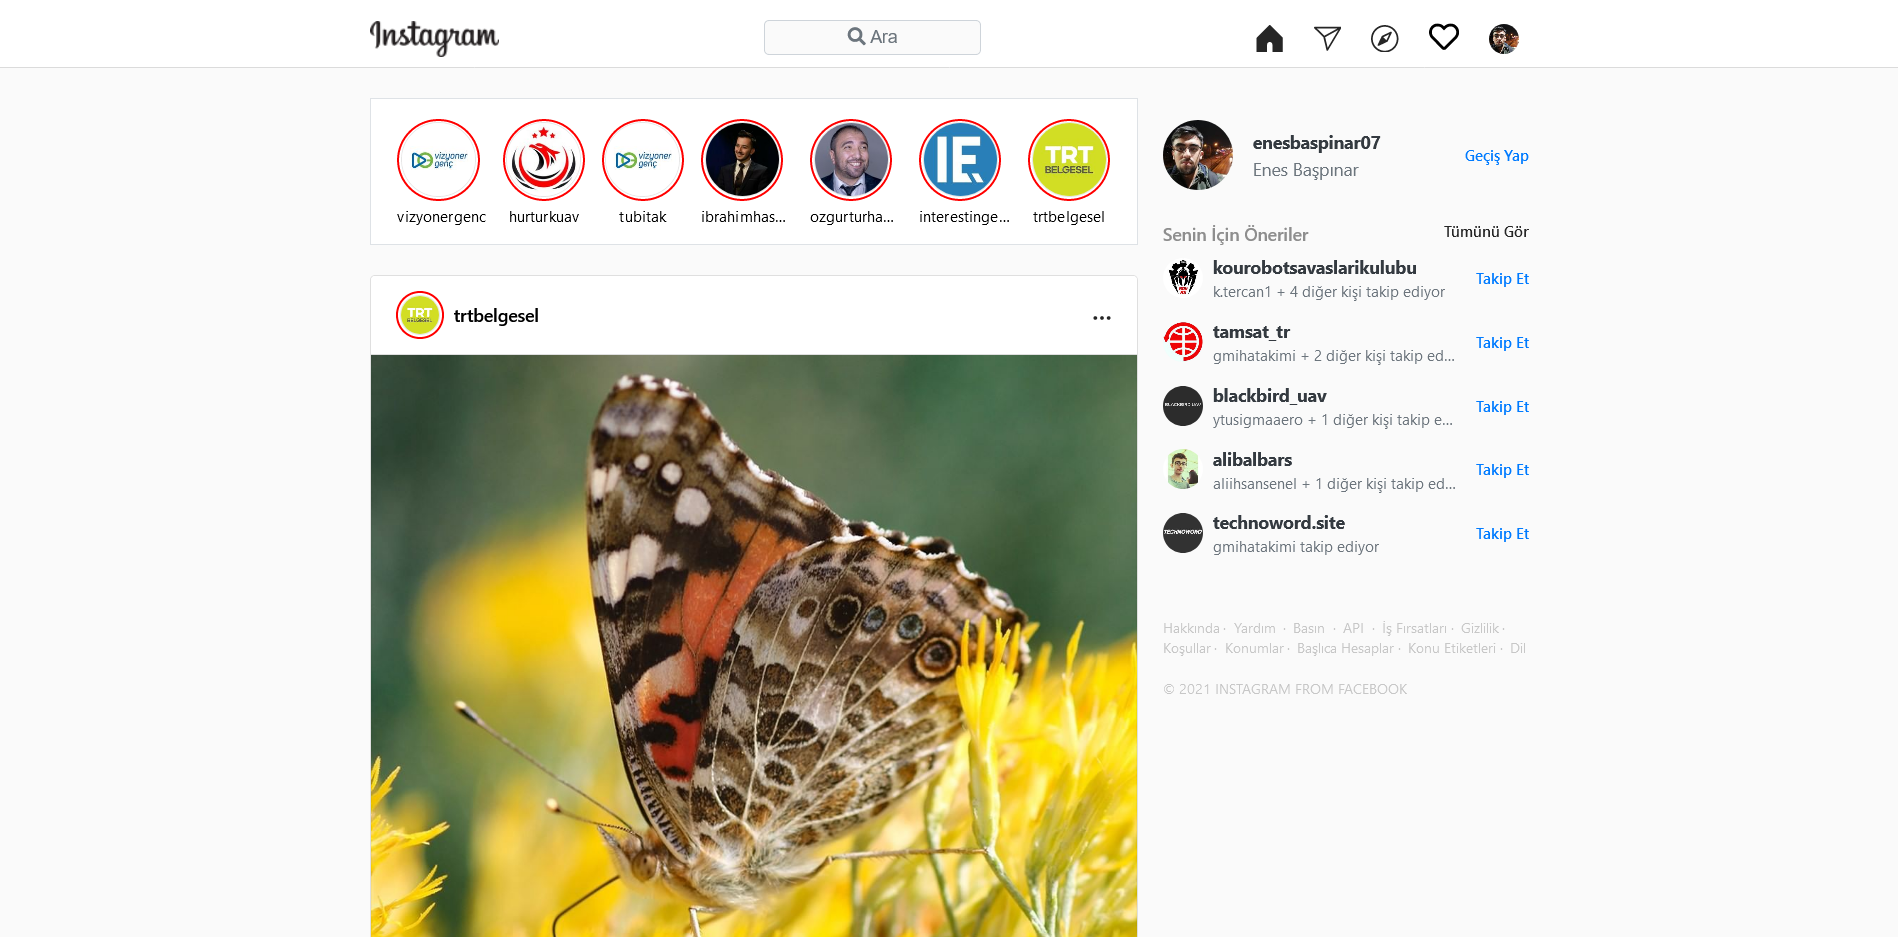 Instagram
Ara
vizyoner
genç
vizyoner
genç
IE
TRT
BELGESEL
vizyonergenc
hurturkuav
tubitak
ibrahimhas...
ozgurturha...
interestinge...
trtbelgesel
TRT
BELGESEL
trtbelgesel
enesbaspinar07
Enes Başpınar
Geçiş Yap
Senin İçin Öneriler
Tümünü Gör
kourobotsavaslarikulubu
k.tercan1 + 4 diğer kişi takip ediyor
Takip Et
tamsat_tr
gmihatakimi + 2 diğer kişi takip ed...
Takip Et
BLACKBIRD UAV
blackbird_uav
ytusigmaaero + 1 diğer kişi takip e...
Takip Et
alibalbars
aliihsansenel + 1 diğer kişi takip ed...
Takip Et
TECHNOWORD
technoword.site
gmihatakimi takip ediyor
Takip Et
Hakkında · Yardım · Basın · API · İş Fırsatları · Gizlilik ·
Koşullar · Konumlar · Başlıca Hesaplar · Konu Etiketleri · Dil
© 2021 INSTAGRAM FROM FACEBOOK